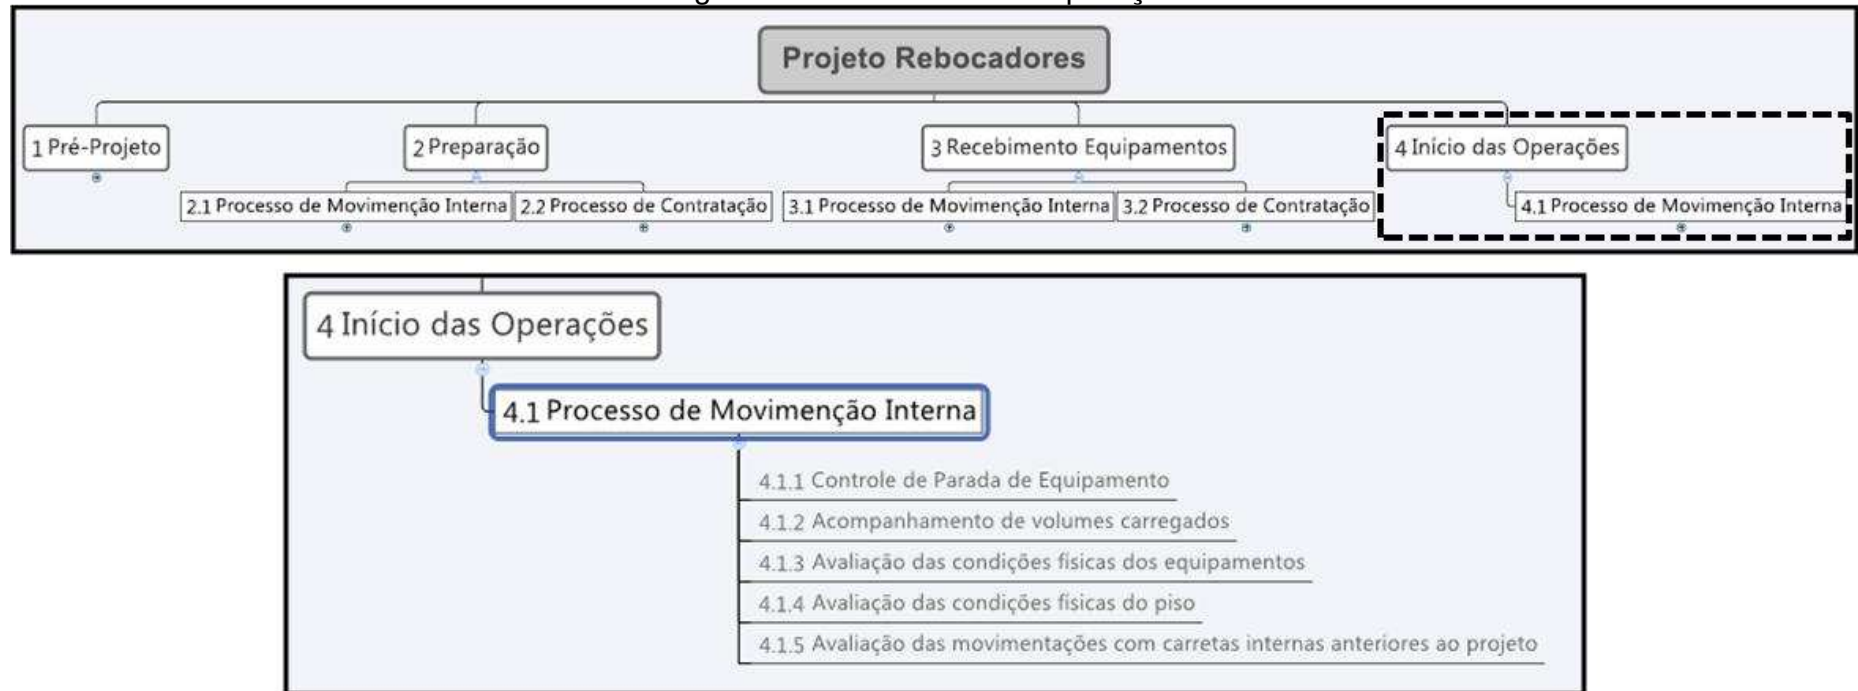 Projeto Rebocadores
1 Pré-Projeto
2 Preparação
3 Recebimento Equipamentos
4 Início das Operações
2.1 Processo de Movimenção Interna
2.2 Processo de Contratação
3.1 Processo de Movimenção Interna
3.2 Processo de Contratação
4.1 Processo de Movimenção Interna
4 Início das Operações
4.1 Processo de Movimenção Interna
4.1.1 Controle de Parada de Equipamento
4.1.2 Acompanhamento de volumes carregados
4.1.3 Avaliação das condições físicas dos equipamentos
4.1.4 Avaliação das condições físicas do piso
4.1.5 Avaliação das movimentações com carretas internas anteriores ao projeto